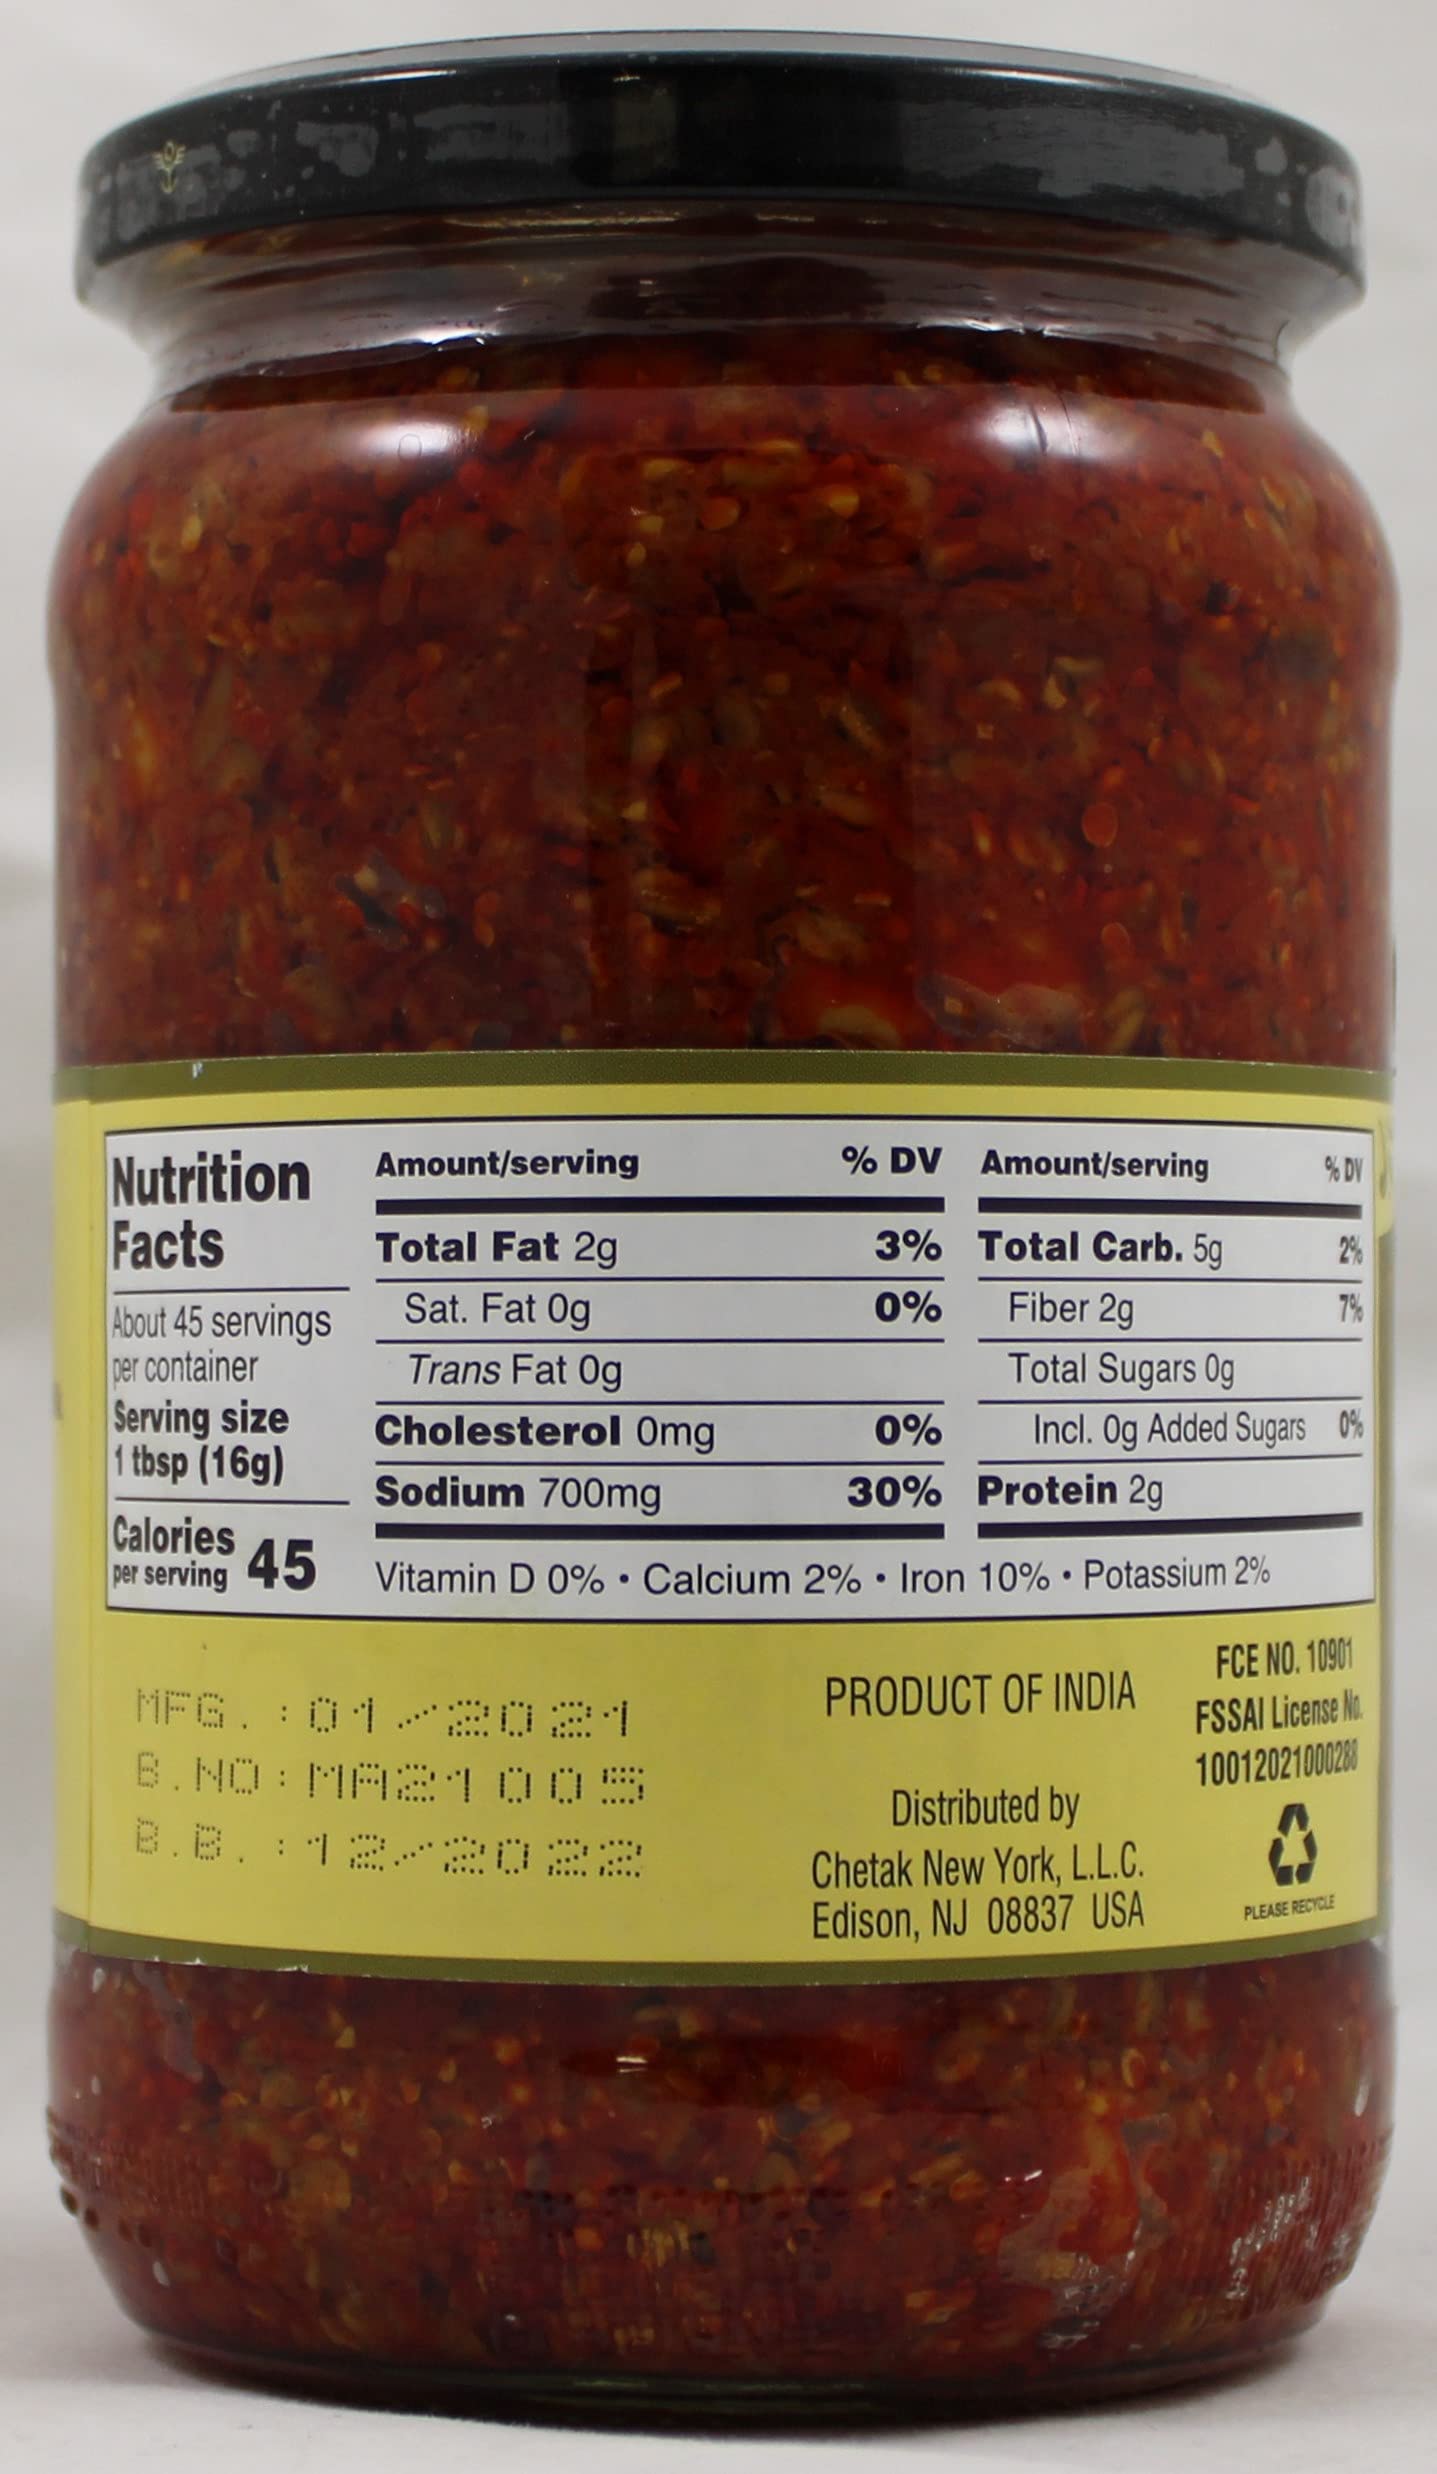 Nutrition
Facts
About 45 servings
per container
Serving size
1 tbsp (16g)
Calories
per serving 45
Amount/serving % DV
Total Fat 2g 3%
Sat. Fat 0g 0%
Trans Fat 0g
Cholesterol 0mg 0%
Sodium 700mg 30%
Amount/serving % DV
Total Carb. 5g 2%
Fiber 2g 7%
Total Sugars 0g
Incl. 0g Added Sugars 0%
Protein 2g
Vitamin D 0% • Calcium 2% • Iron 10% • Potassium 2%
MFG. :01/2021
B.NO:MA21005
B.B. :12/2022
PRODUCT OF INDIA
Distributed by
Chetak New York, L.L.C.
Edison, NJ 08837 USA
FCE NO. 10901
FSSAI License No.
10012021000288
PLEASE RECYCLE